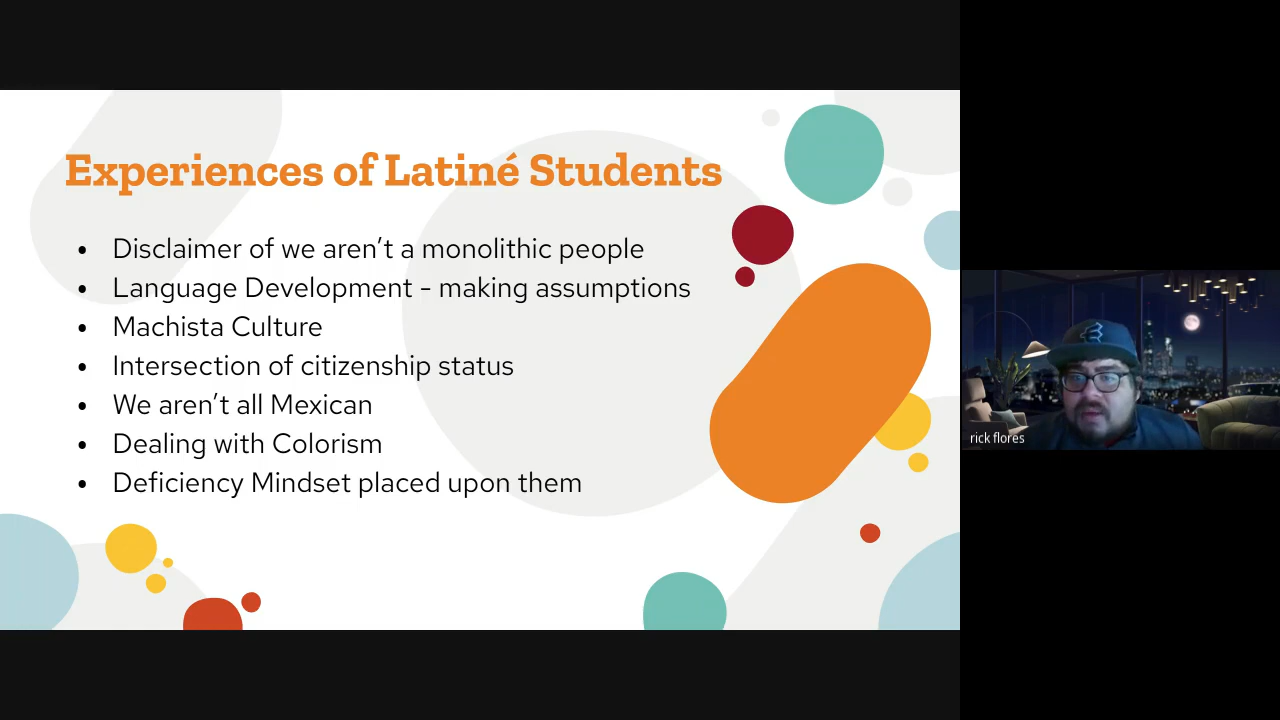 Experiences of Latiné Students
• Disclaimer of we aren’t a monolithic people
• Language Development - making assumptions
• Machista Culture
• Intersection of citizenship status
• We aren’t all Mexican
• Dealing with Colorism
• Deficiency Mindset placed upon them
rick flores